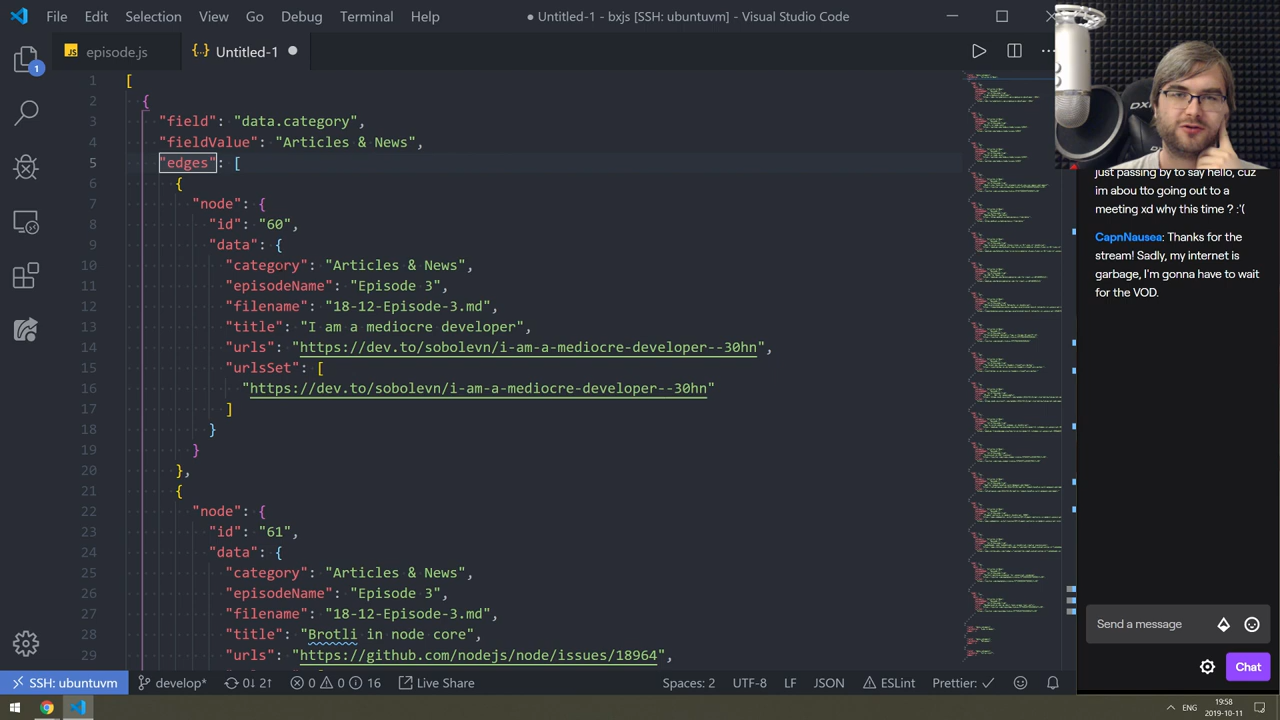 File Edit Selection View Go Debug Terminal Help
● Untitled-1 - bxjs [SSH: ubuntuvm] - Visual Studio Code
JS episode.js
{..} Untitled-1 ●
1 [
2 {
3 "field": "data.category",
4 "fieldValue": "Articles & News",
5 "edges": [
6 {
7 "node": {
8 "id": "60",
9 "data": {
10 "category": "Articles & News",
11 "episodeName": "Episode 3",
12 "filename": "18-12-Episode-3.md",
13 "title": "I am a mediocre developer",
14 "urls": "https://dev.to/sobolevn/i-am-a-mediocre-developer--30hn",
15 "urlsSet": [
16 "https://dev.to/sobolevn/i-am-a-mediocre-developer--30hn"
17 ]
18 }
19 }
20 },
21 {
22 "node": {
23 "id": "61",
24 "data": {
25 "category": "Articles & News",
26 "episodeName": "Episode 3",
27 "filename": "18-12-Episode-3.md",
28 "title": "Brotli in node core",
29 "urls": "https://github.com/nodejs/node/issues/18964",
1
just passing by to say hello, cuz
im abou tto going out to a
meeting xd why this time ? :'(
CapnNausea: Thanks for the
stream! Sadly, my internet is
garbage, I'm gonna have to wait
for the VOD.
Send a message
Chat
SSH: ubuntuvm develop* 0↓ 2↑ 0 0 16 Live Share Spaces: 2 UTF-8 LF JSON ESLint Prettier: ✓
ENG
19:58
2019-10-11